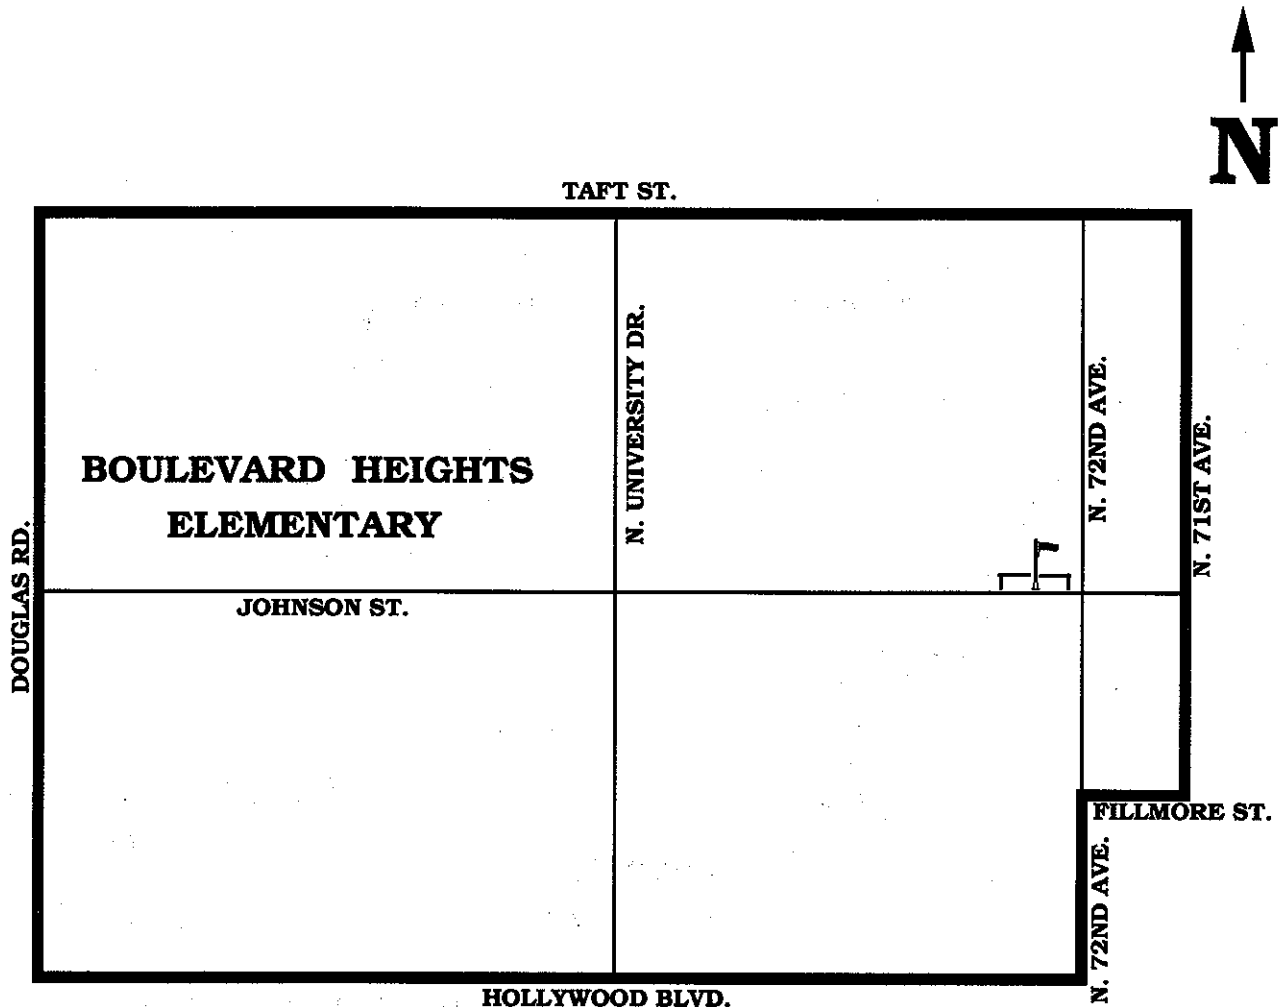 N
TAFT ST.
N. UNIVERSITY DR.
N. 72ND AVE.
N. 71ST AVE.
BOULEVARD HEIGHTS
ELEMENTARY
DOUGLAS RD.
JOHNSON ST.
FILLMORE ST.
N. 72ND AVE.
HOLLYWOOD BLVD.